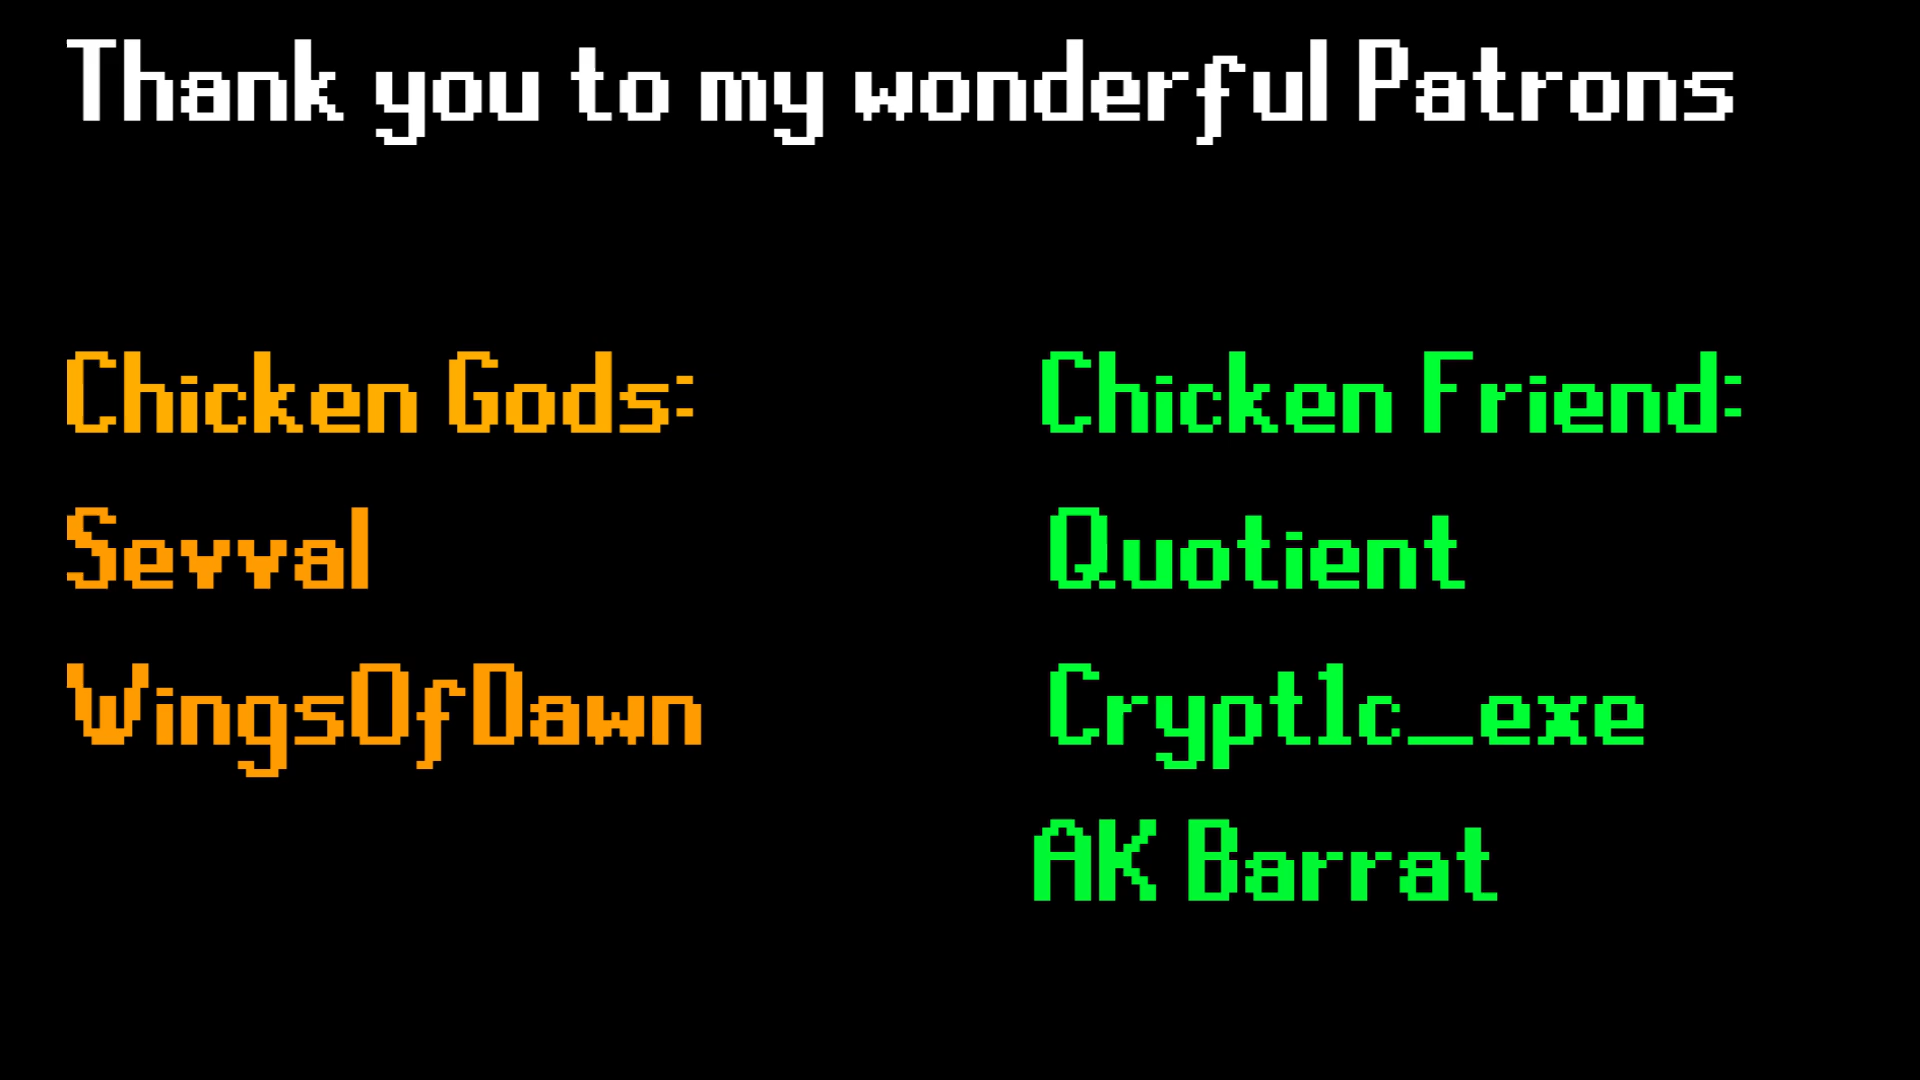 Thank you to my wonderful Patrons
Chicken Gods:
Sevval
WingsOfDawn
Chicken Friend:
Quotient
Crypt1c_exe
AK Barrat